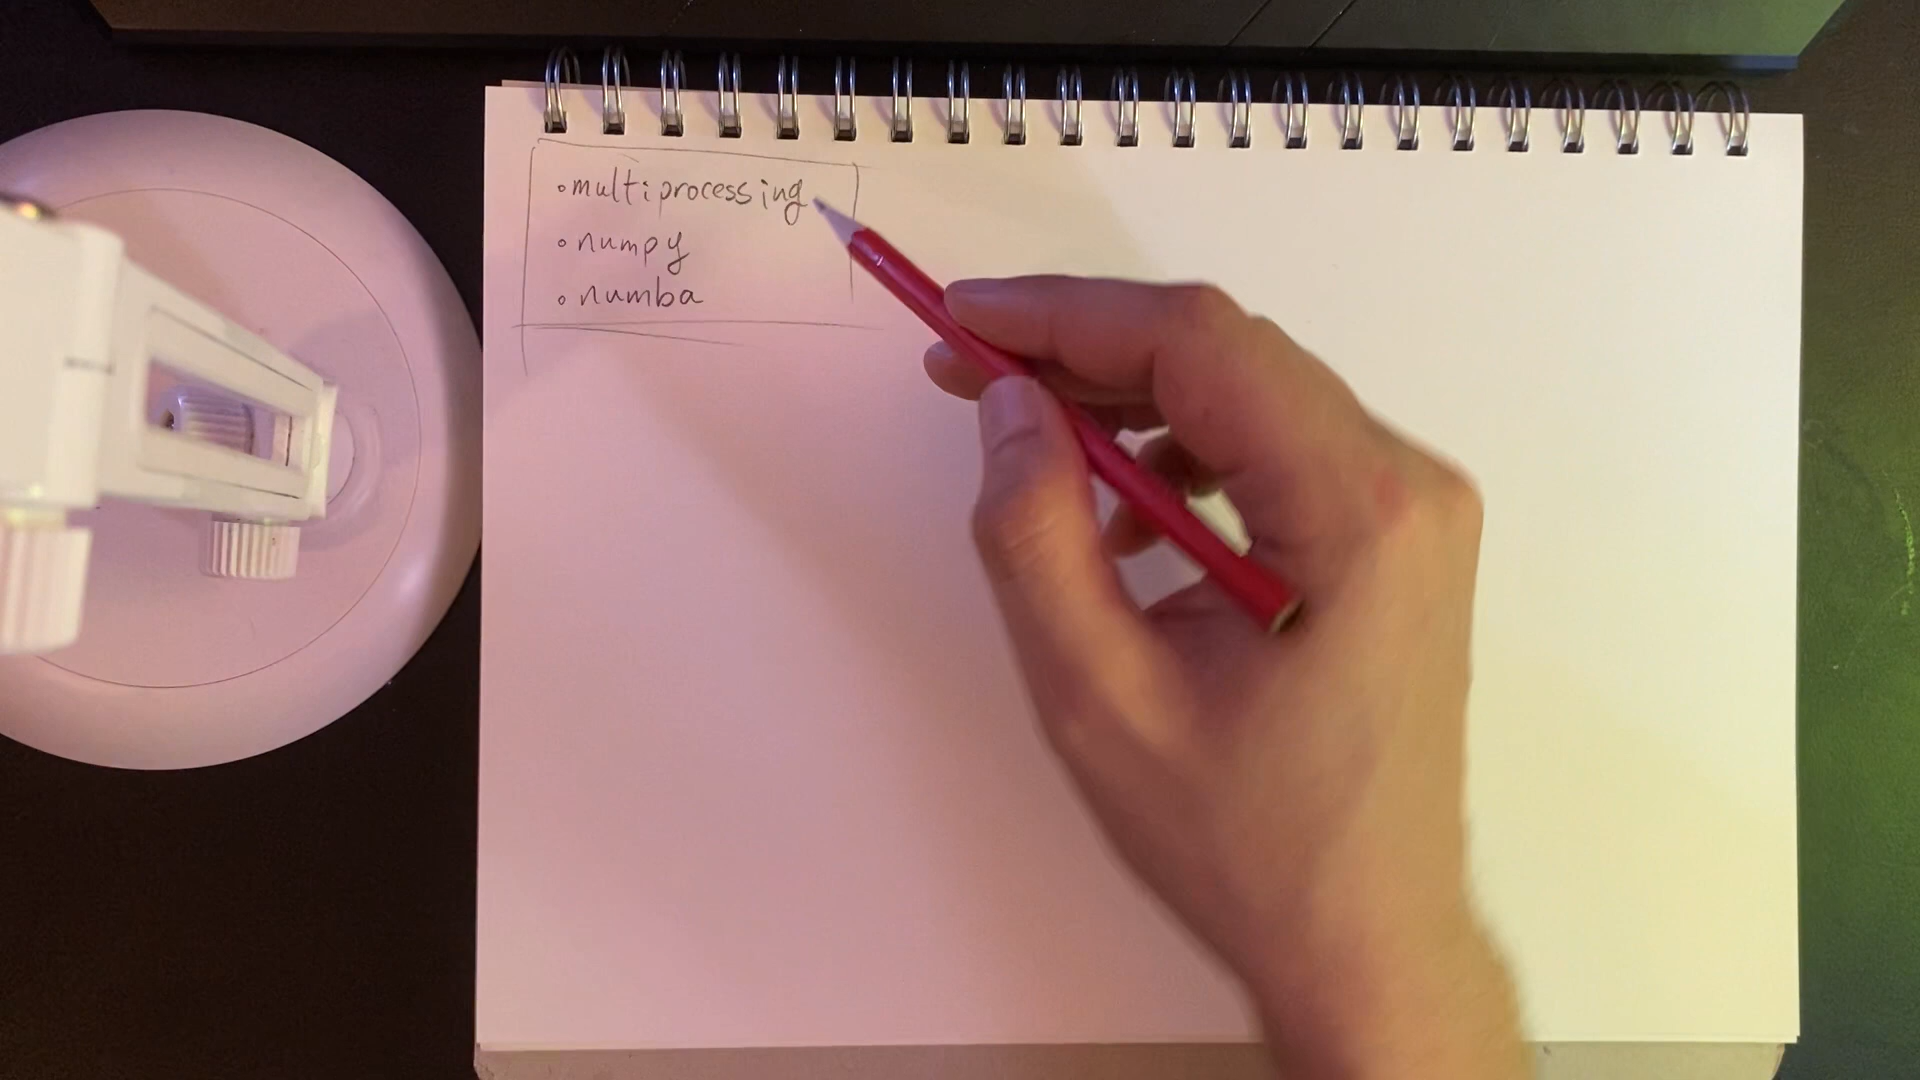 • multiprocessing
• numpy
• numba